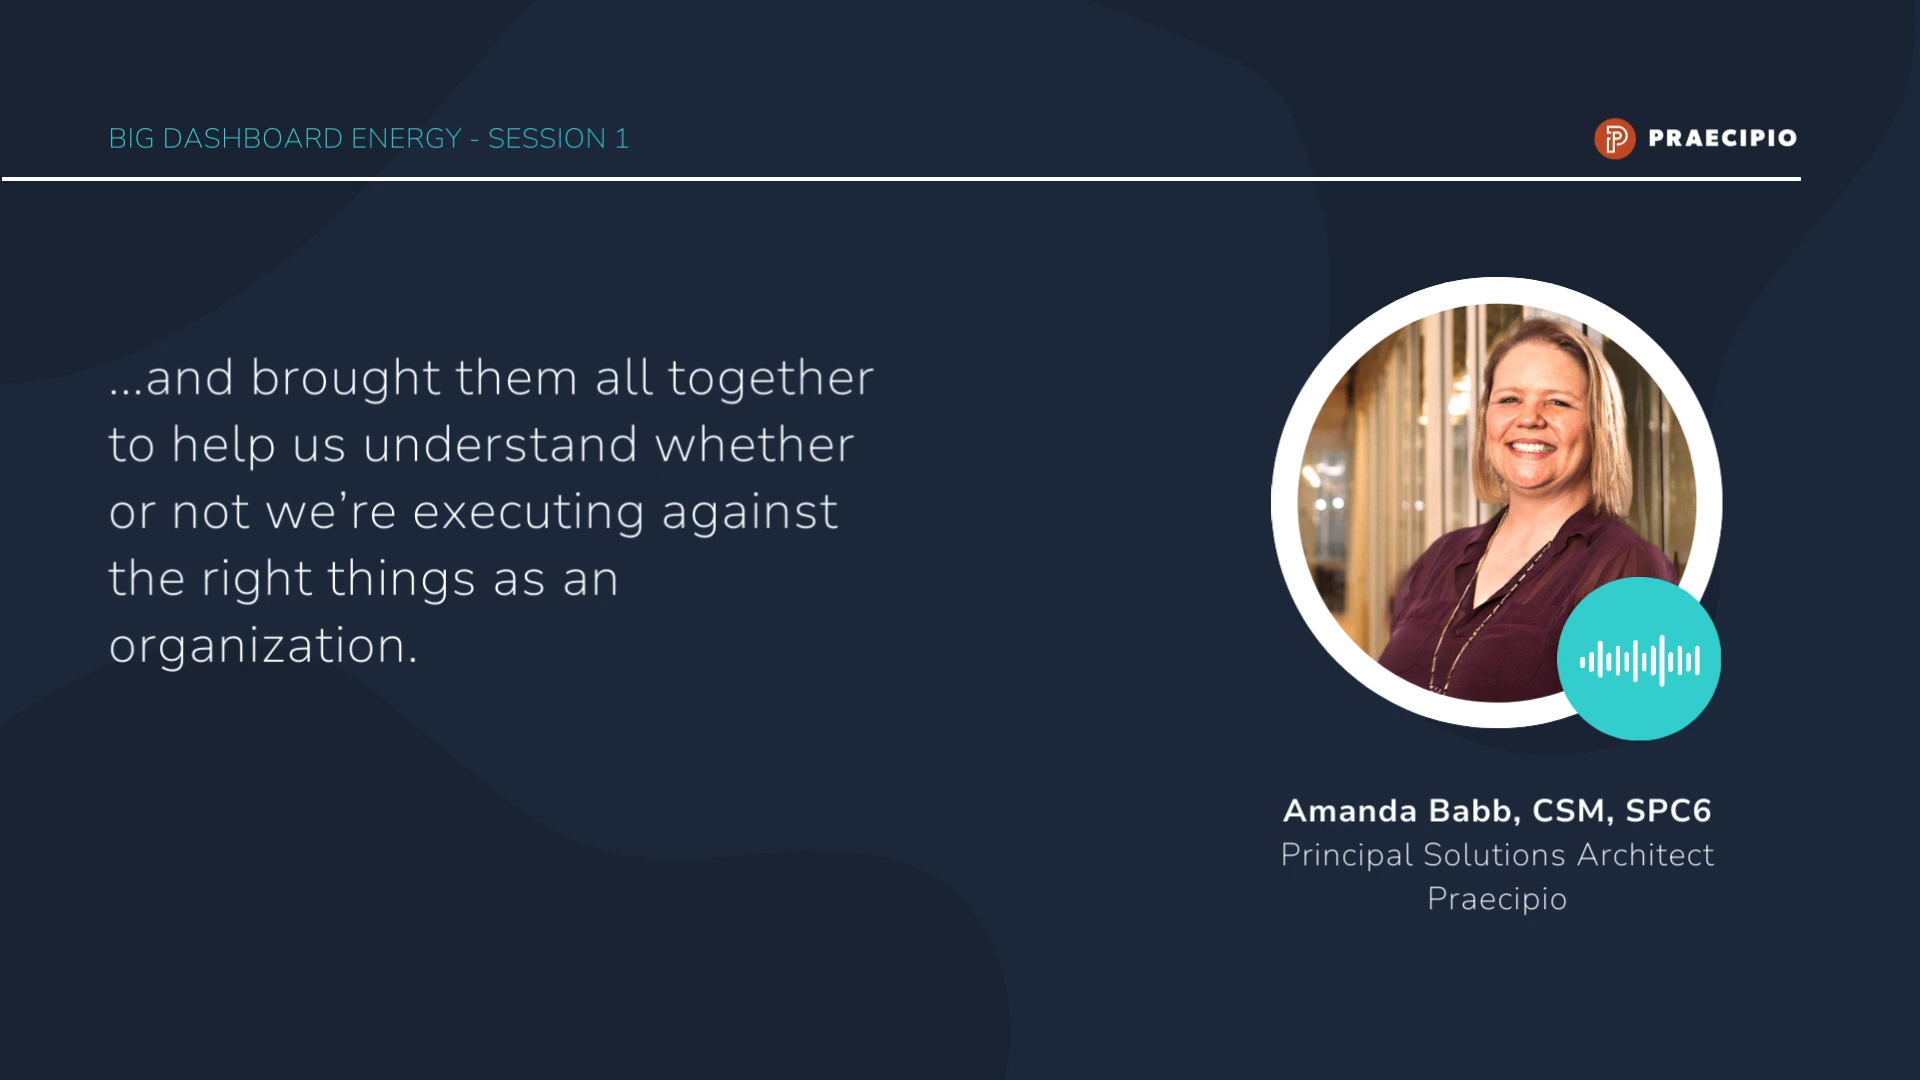 BIG DASHBOARD ENERGY - SESSION 1
PRAECIPIO
...and brought them all together
to help us understand whether
or not we’re executing against
the right things as an
organization.
Amanda Babb, CSM, SPC6
Principal Solutions Architect
Praecipio